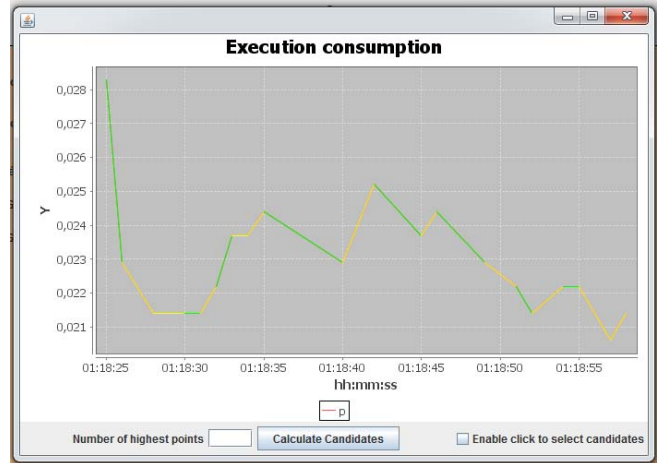 Execution consumption
0,028
0,027
0,026
0,025
0,024
0,023
0,022
0,021
Y
01:18:25 01:18:30 01:18:35 01:18:40 01:18:45 01:18:50 01:18:55
hh:mm:ss
p
Number of highest points Calculate Candidates Enable click to select candidates